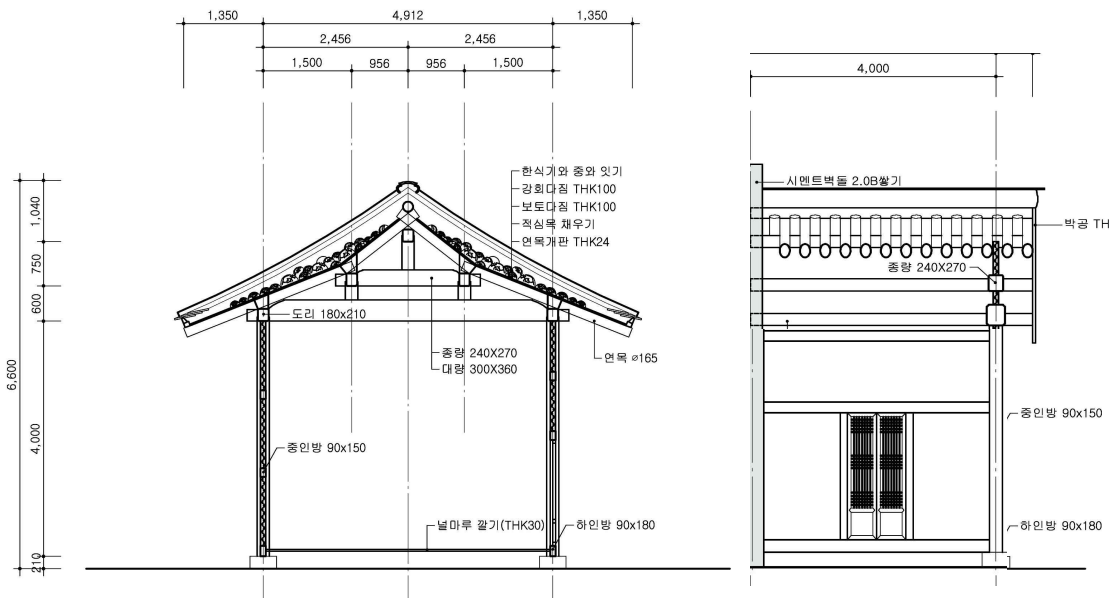 1,350
4,912
1,350
2,456
2,456
1,500
956
956
1,500
4,000
한식기와 중와 잇기
강회다짐 THK100
보토다짐 THK100
적심목 채우기
연목개판 THK24
시멘트벽돌 2.0B쌓기
박공 TH
종량 240X270
1,040
750
600
6,600
4,000
210
도리 180x210
종량 240X270
대량 300X360
연목 ⌀165
중인방 90x150
중인방 90x150
널마루 깔기(THK30)
하인방 90x180
하인방 90x180